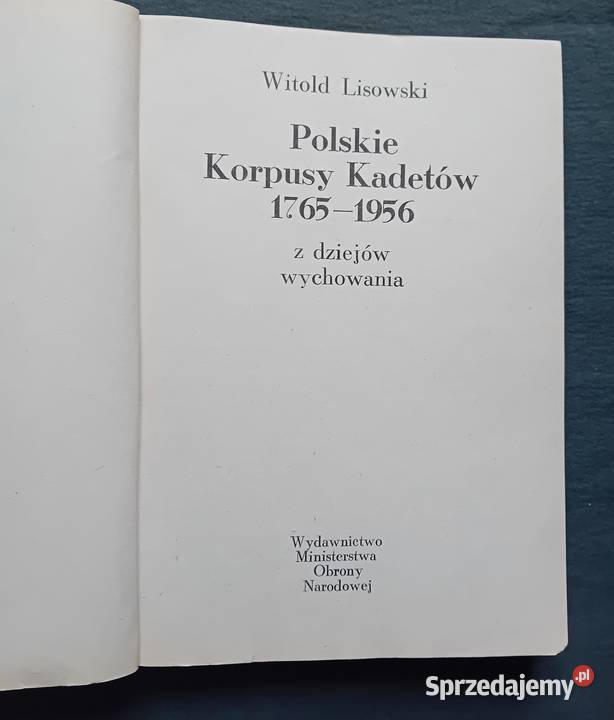 Witold Lisowski
Polskie
Korpusy Kadetów
1765–1956
z dziejów
wychowania
Wydawnictwo
Ministerstwa
Obrony
Narodowej
Sprzedajemy.pl